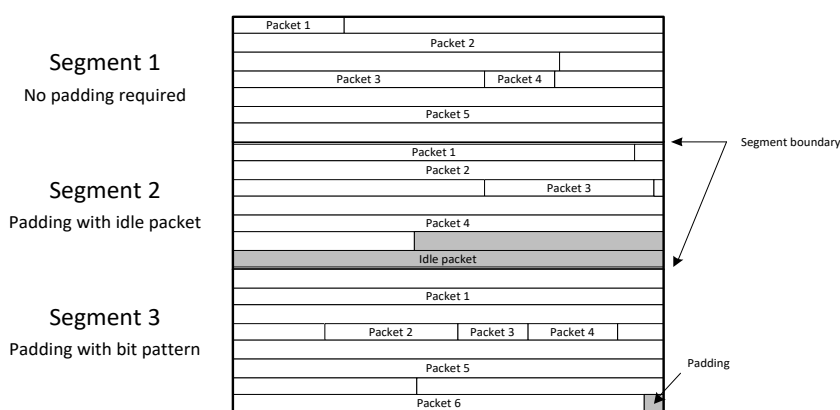 Packet 1
Packet 2
Segment 1
No padding required
Packet 3
Packet 4
Packet 5
Segment boundary
Packet 1
Packet 2
Segment 2
Padding with idle packet
Packet 3
Packet 4
Idle packet
Packet 1
Segment 3
Padding with bit pattern
Packet 2
Packet 3
Packet 4
Packet 5
Padding
Packet 6